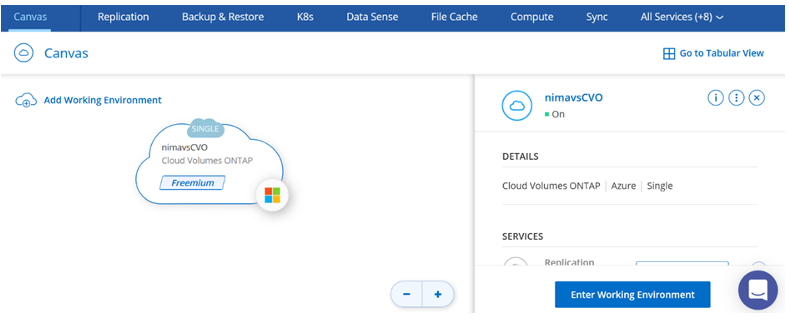 Canvas Replication Backup & Restore K8s Data Sense File Cache Compute Sync All Services (+8)
Canvas Go to Tabular View
Add Working Environment
SINGLE
nimavsCVO
Cloud Volumes ONTAP
Freemium
nimavsCVO
On
DETAILS
Cloud Volumes ONTAP | Azure | Single
SERVICES
Replication
Enter Working Environment